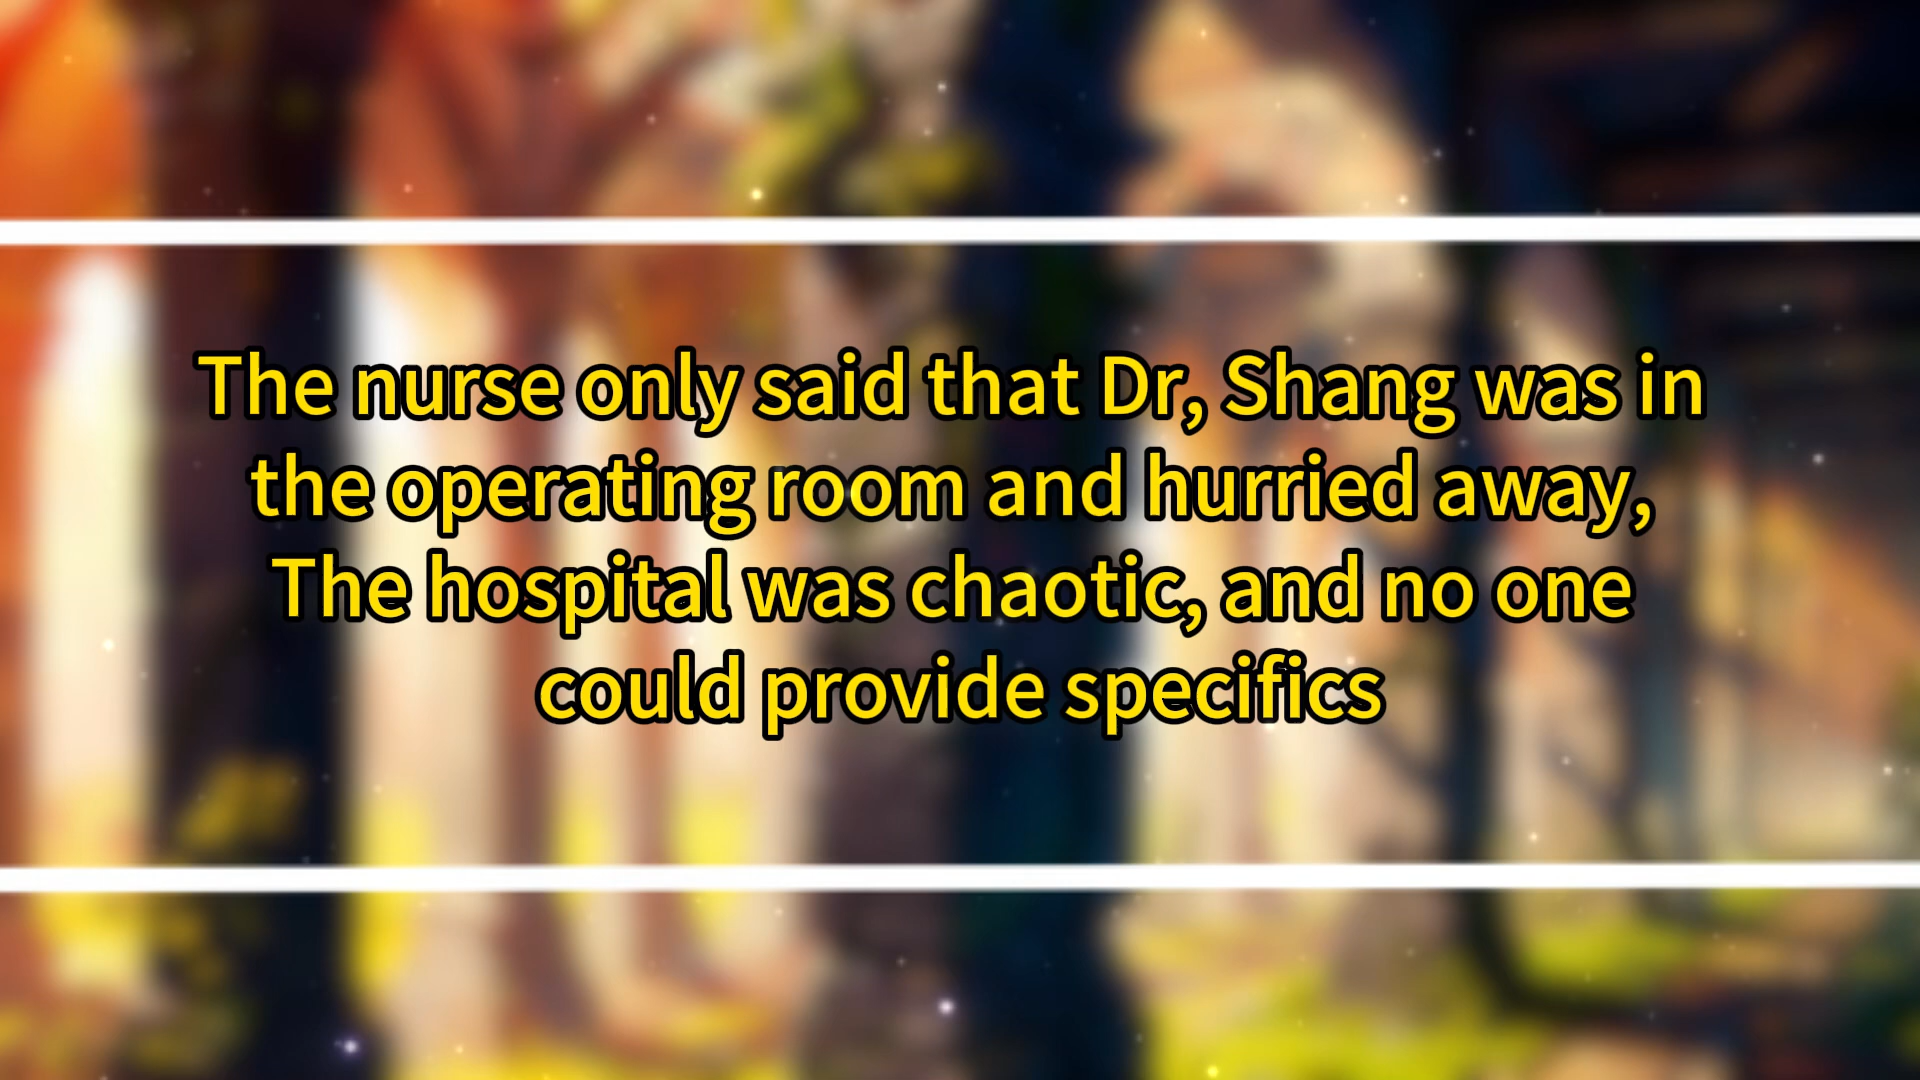 The nurse only said that Dr, Shang was in
the operating room and hurried away,
The hospital was chaotic, and no one
could provide specifics